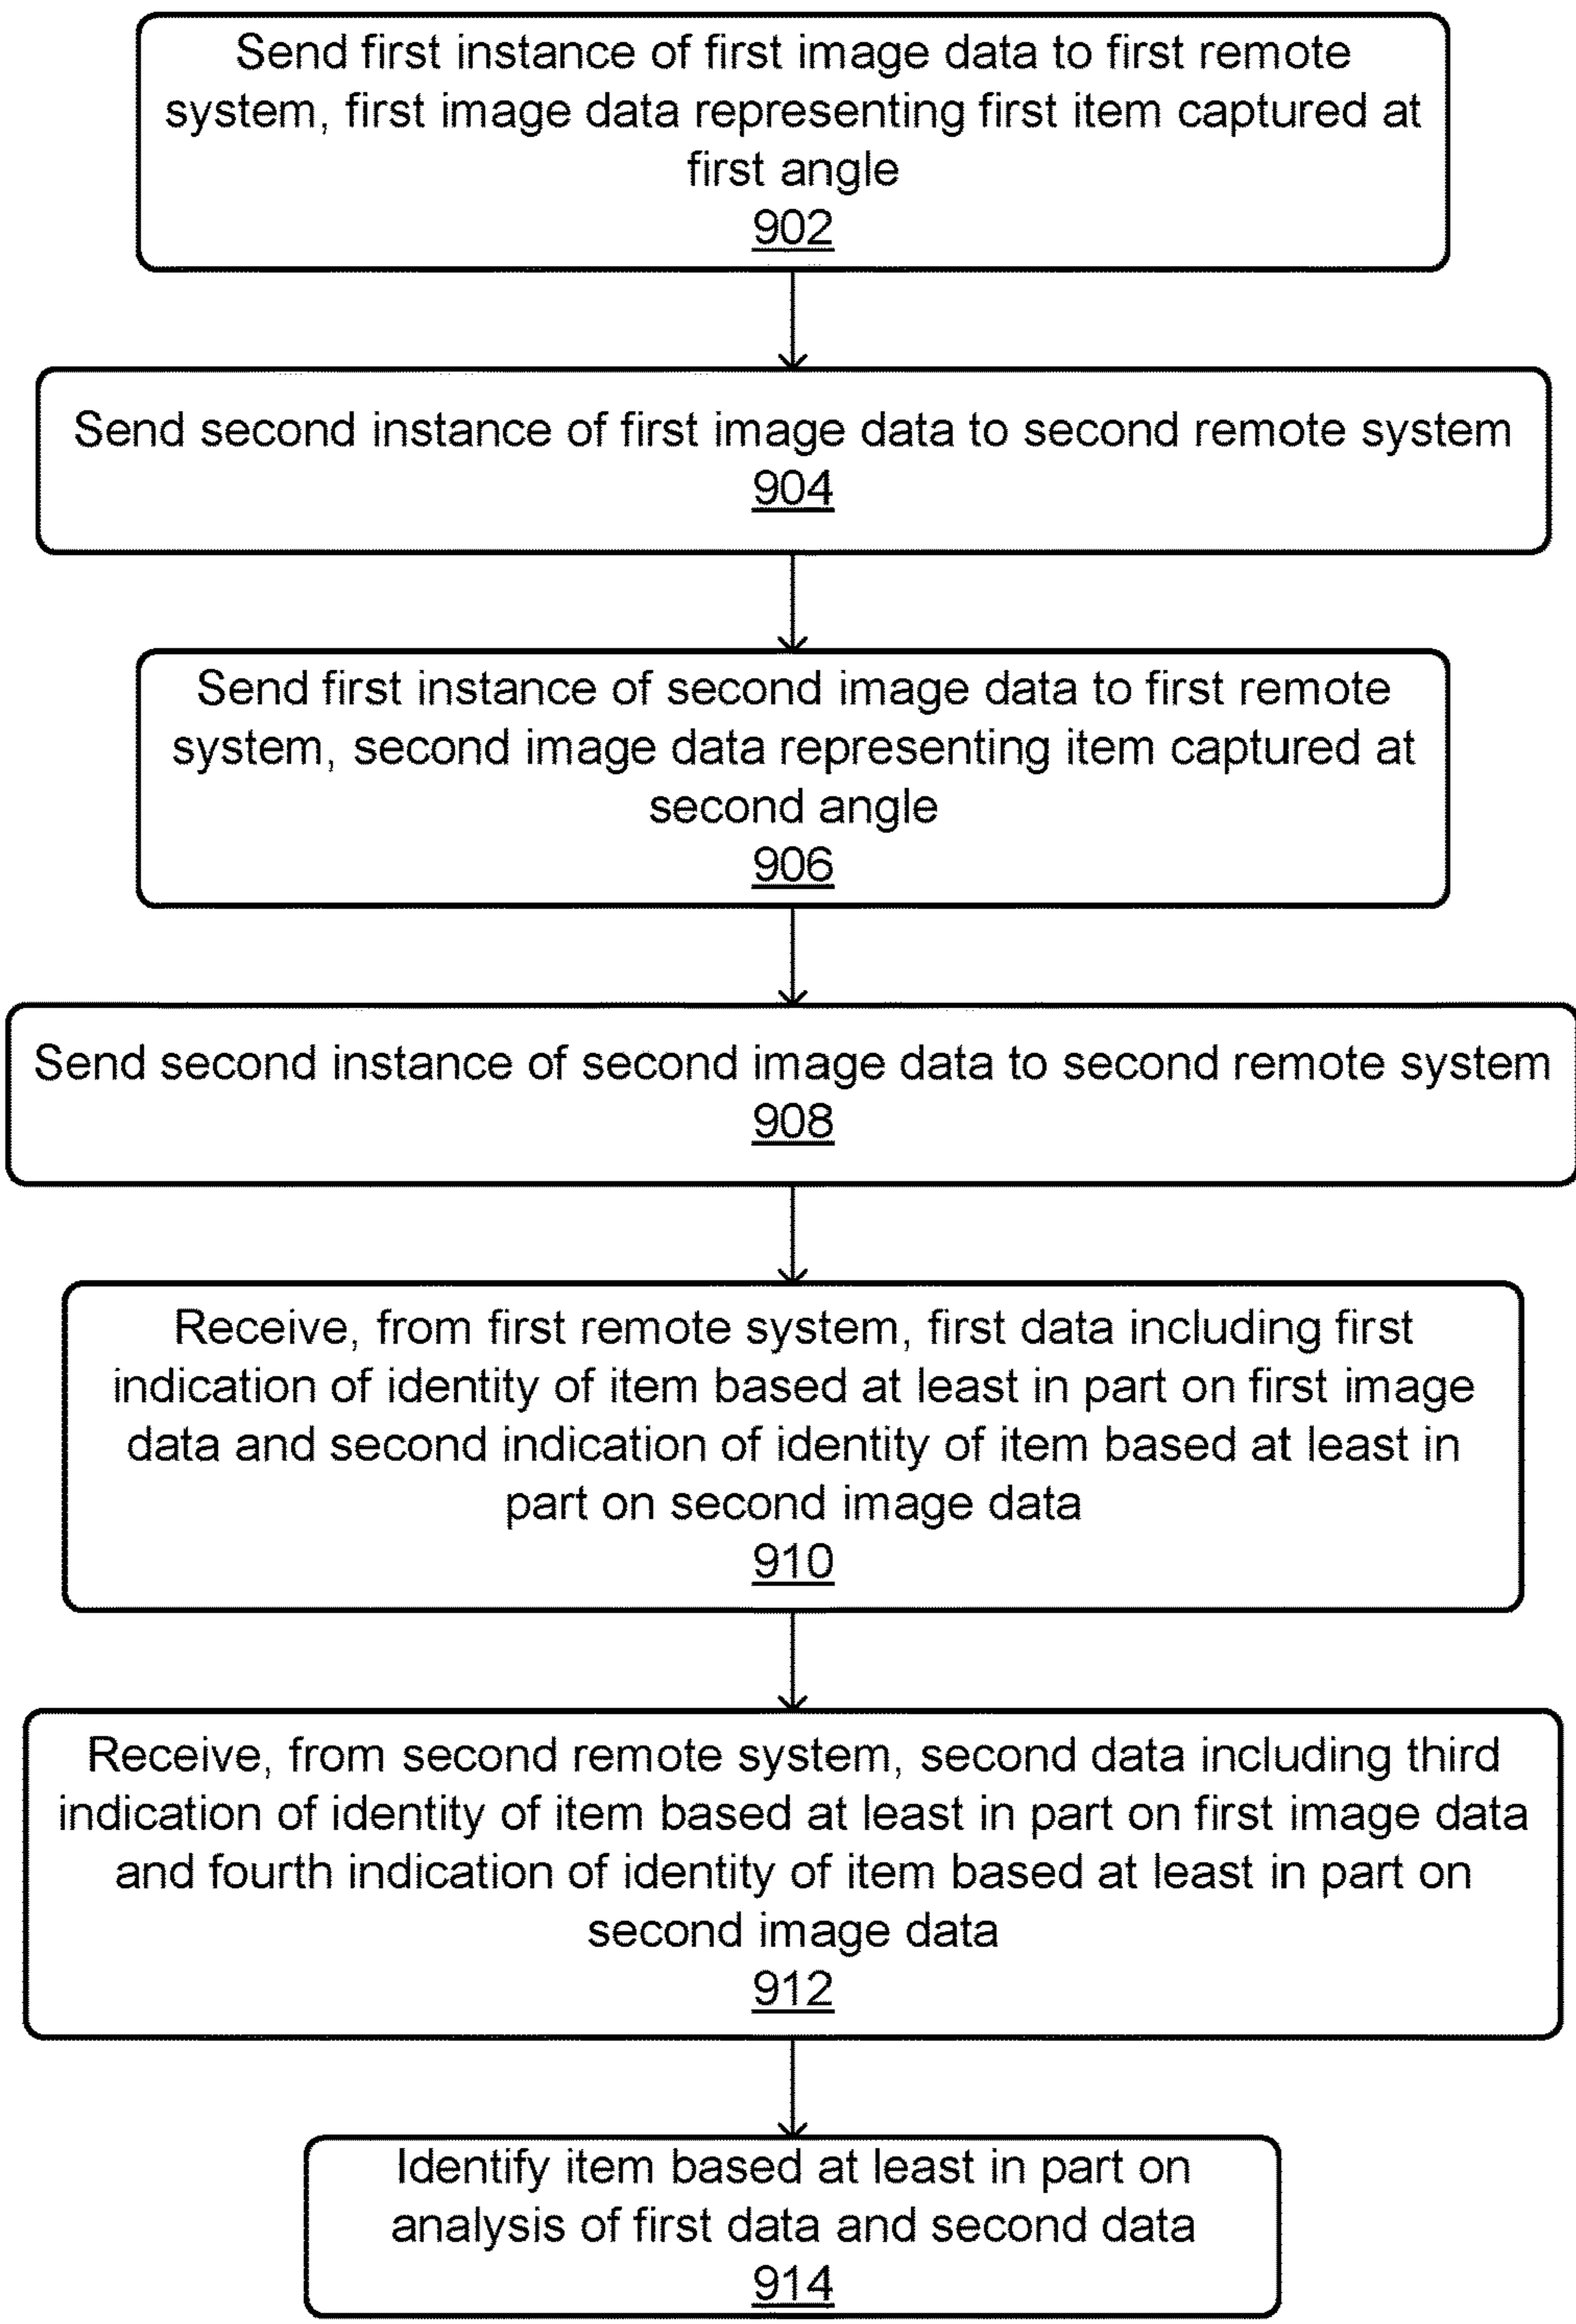 Send first instance of first image data to first remote
system, first image data representing first item captured at
first angle
902
Send second instance of first image data to second remote system
904
Send first instance of second image data to first remote
system, second image data representing item captured at
second angle
906
Send second instance of second image data to second remote system
908
Receive, from first remote system, first data including first
indication of identity of item based at least in part on first image
data and second indication of identity of item based at least in
part on second image data
910
Receive, from second remote system, second data including third
indication of identity of item based at least in part on first image data
and fourth indication of identity of item based at least in part on
second image data
912
Identify item based at least in part on
analysis of first data and second data
914